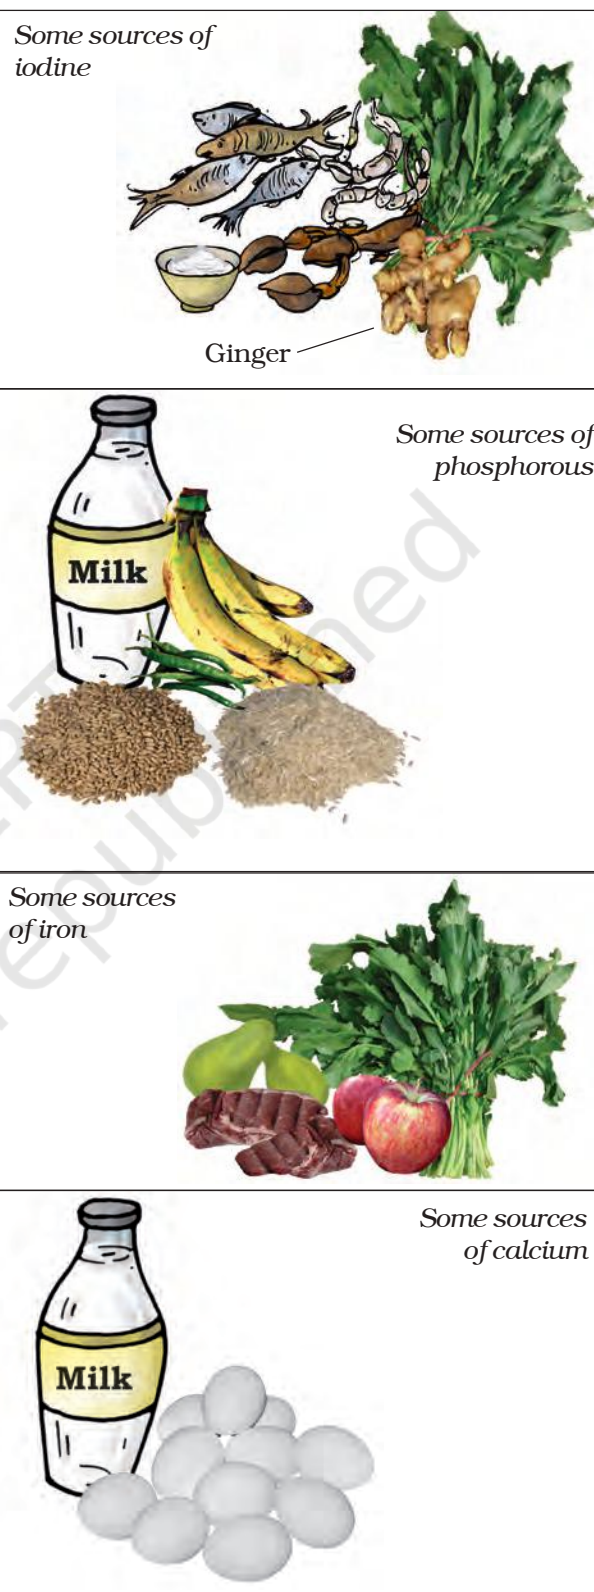 Some sources of
iodine
Ginger
Some sources of
phosphorous
Milk
Some sources
of iron
Some sources
of calcium
Milk